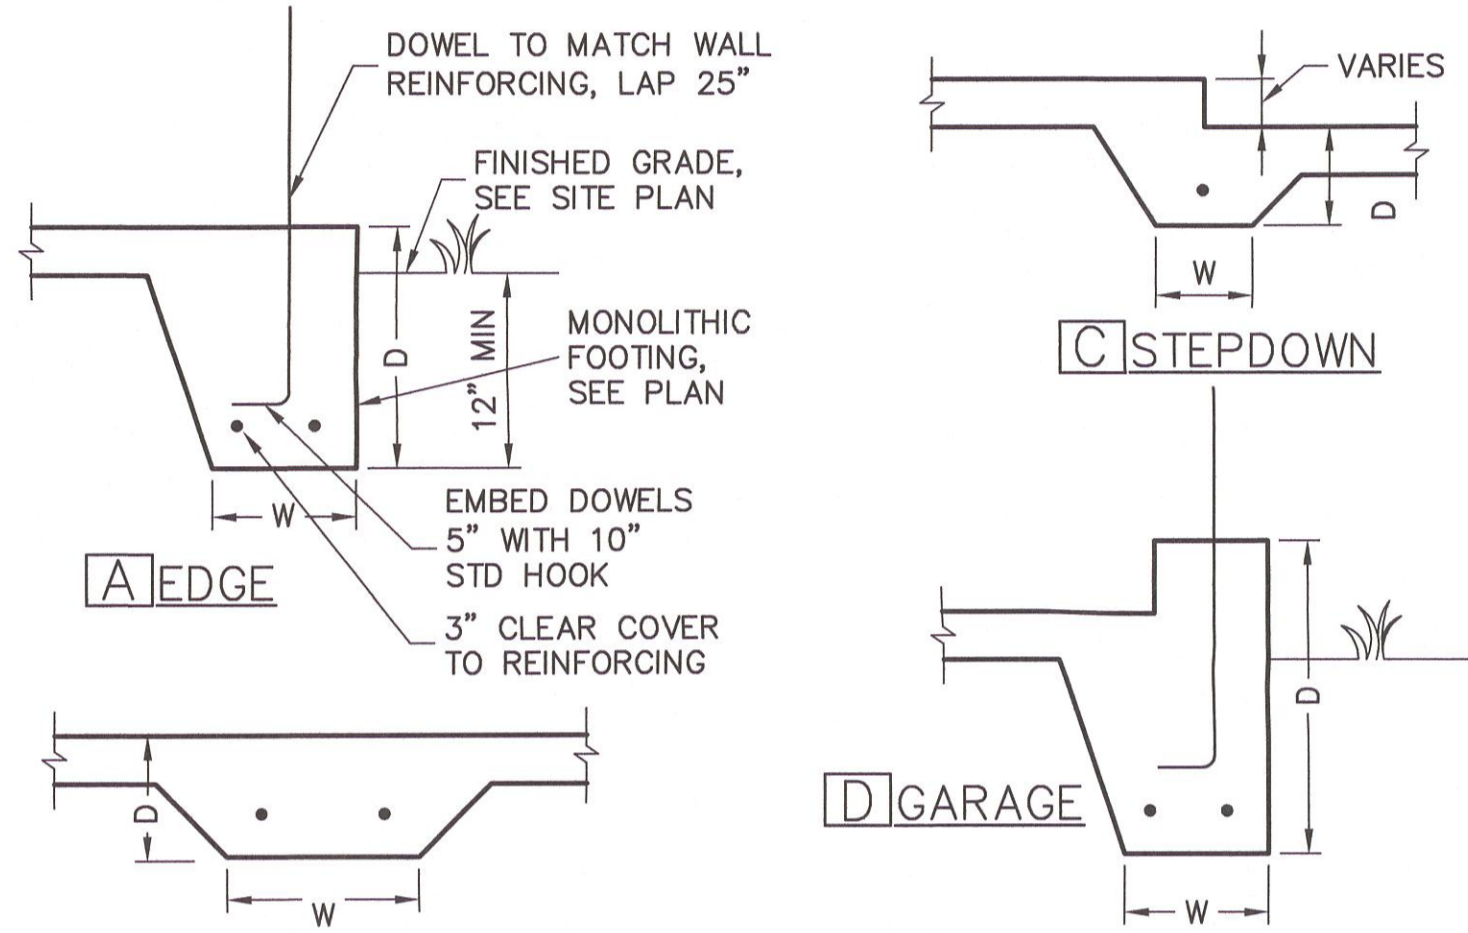 DOWEL TO MATCH WALL
REINFORCING, LAP 25"
FINISHED GRADE,
SEE SITE PLAN
D
12" MIN
MONOLITHIC
FOOTING,
SEE PLAN
W
EMBED DOWELS
5" WITH 10"
STD HOOK
3" CLEAR COVER
TO REINFORCING
A EDGE
D
W
VARIES
D
W
C STEPDOWN
D
D GARAGE
W